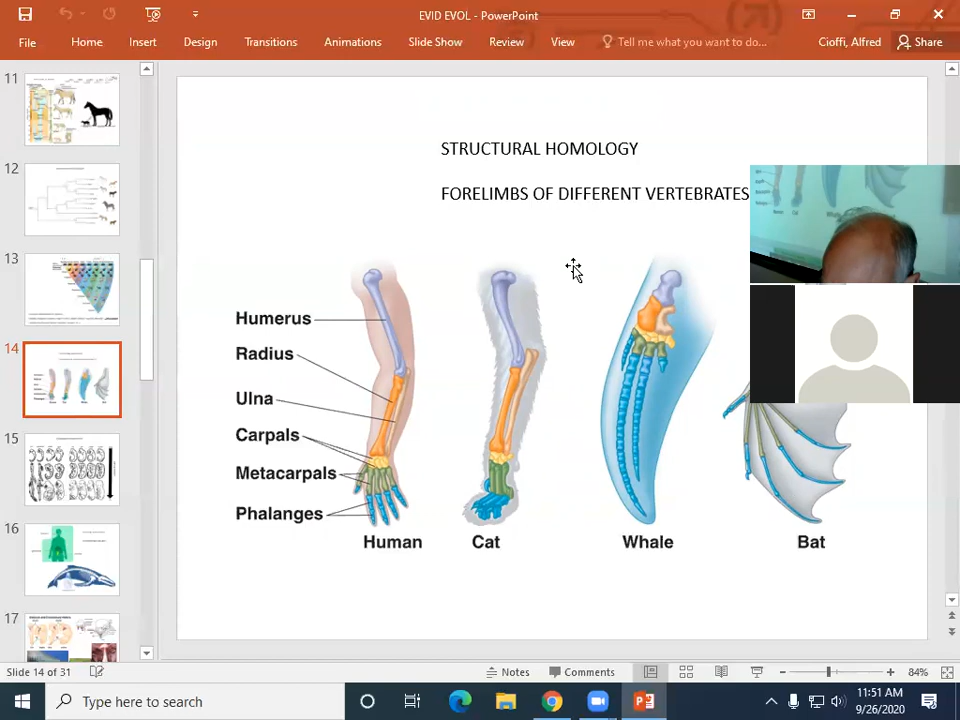 EVID EVOL - PowerPoint
File Home Insert Design Transitions Animations Slide Show Review View Tell me what you want to do... Cioffi, Alfred Share
11
12
13
14
15
16
17
STRUCTURAL HOMOLOGY
FORELIMBS OF DIFFERENT VERTEBRATES
Humerus
Radius
Ulna
Carpals
Metacarpals
Phalanges
Human Cat Whale Bat
Slide 14 of 31 Notes Comments 84%
Type here to search 11:51 AM
9/26/2020